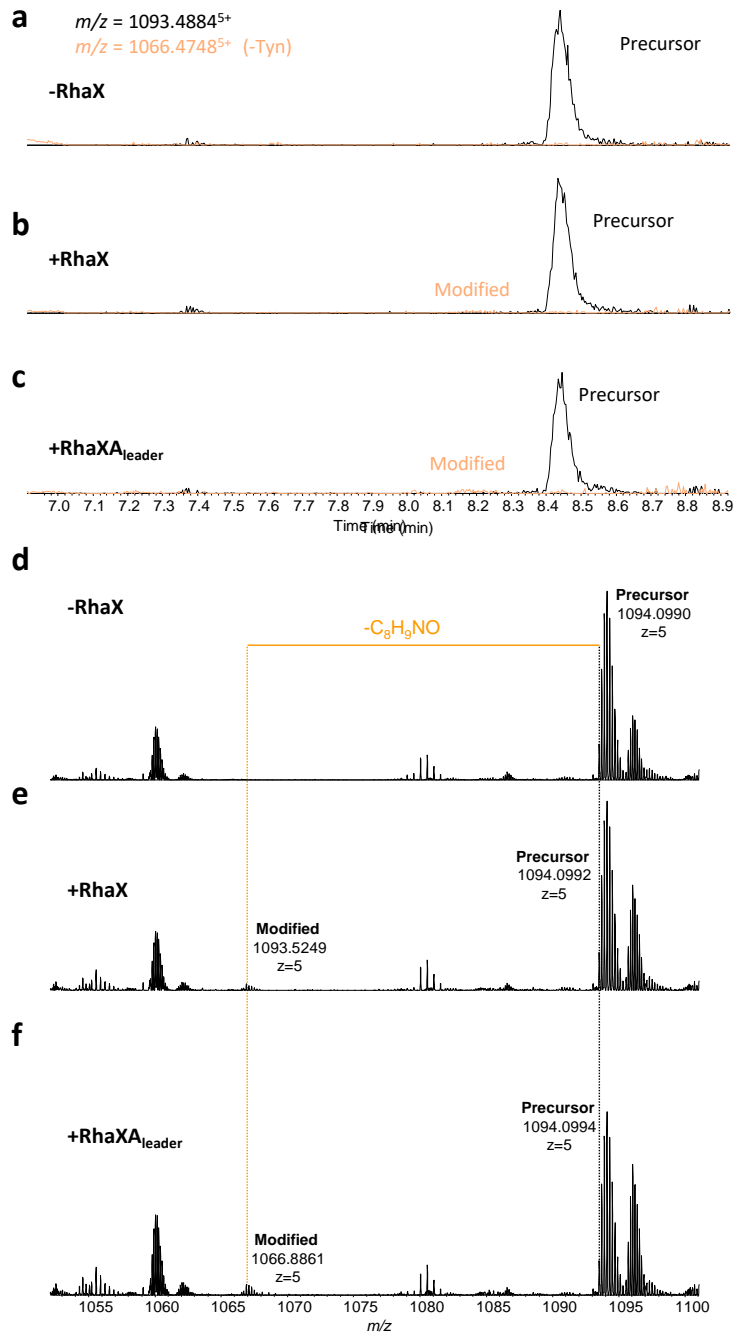 a
m/z = 1093.4884⁵⁺
m/z = 1066.4748⁵⁺ (-Tyn)
Precursor
-RhaX
b
Precursor
+RhaX
Modified
c
Precursor
+RhaXA_leader
Modified
7.0 7.1 7.2 7.3 7.4 7.5 7.6 7.7 7.8 7.9 8.0 8.1 8.2 8.3 8.4 8.5 8.6 8.7 8.8 8.9
Time (min)
Time (min)
d
-RhaX
-C₈H₉NO
Precursor
1094.0990
z=5
e
+RhaX
Precursor
1094.0992
z=5
Modified
1093.5249
z=5
f
+RhaXA_leader
Precursor
1094.0994
z=5
Modified
1066.8861
z=5
1055 1060 1065 1070 1075 1080 1085 1090 1095 1100
m/z